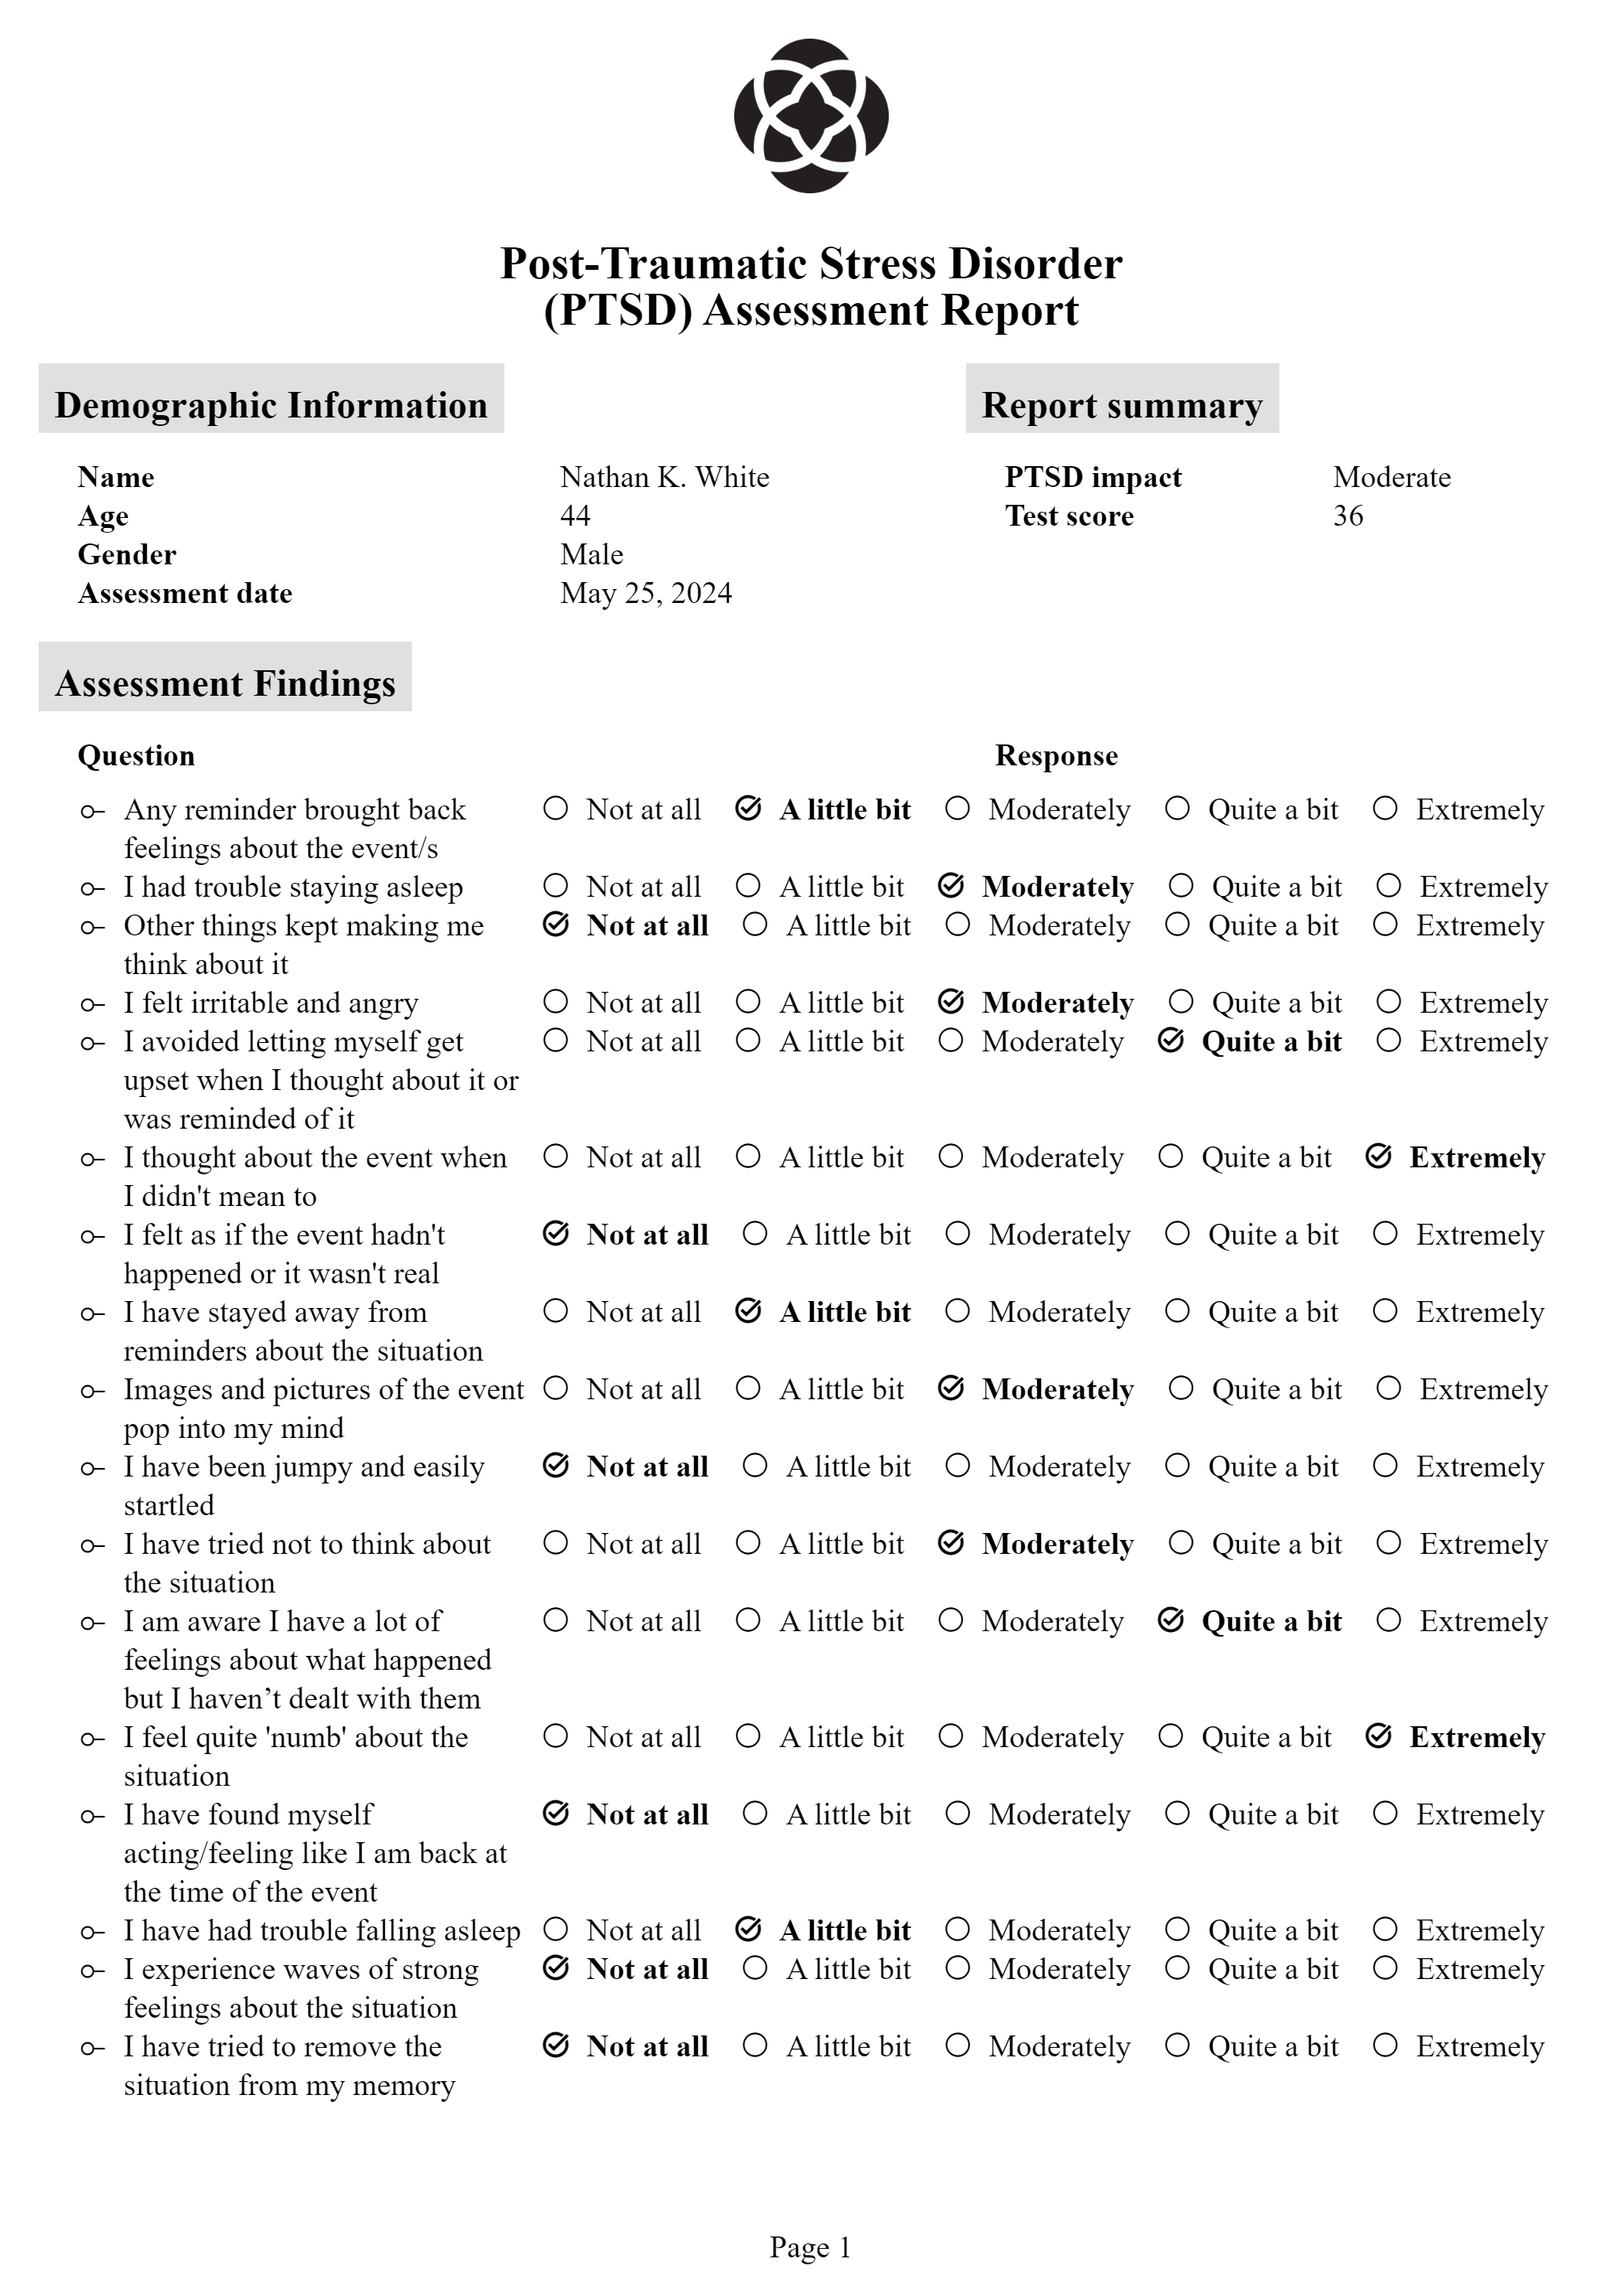 Post-Traumatic Stress Disorder
(PTSD) Assessment Report
Demographic Information
Report summary
Name Nathan K. White PTSD impact Moderate
Age 44 Test score 36
Gender Male
Assessment date May 25, 2024
Assessment Findings
Question Response
Any reminder brought back Not at all A little bit Moderately Quite a bit Extremely
feelings about the event/s
I had trouble staying asleep Not at all A little bit Moderately Quite a bit Extremely
Other things kept making me Not at all A little bit Moderately Quite a bit Extremely
think about it
I felt irritable and angry Not at all A little bit Moderately Quite a bit Extremely
I avoided letting myself get Not at all A little bit Moderately Quite a bit Extremely
upset when I thought about it or
was reminded of it
I thought about the event when Not at all A little bit Moderately Quite a bit Extremely
I didn't mean to
I felt as if the event hadn't Not at all A little bit Moderately Quite a bit Extremely
happened or it wasn't real
I have stayed away from Not at all A little bit Moderately Quite a bit Extremely
reminders about the situation
Images and pictures of the event Not at all A little bit Moderately Quite a bit Extremely
pop into my mind
I have been jumpy and easily Not at all A little bit Moderately Quite a bit Extremely
startled
I have tried not to think about Not at all A little bit Moderately Quite a bit Extremely
the situation
I am aware I have a lot of Not at all A little bit Moderately Quite a bit Extremely
feelings about what happened
but I haven’t dealt with them
I feel quite 'numb' about the Not at all A little bit Moderately Quite a bit Extremely
situation
I have found myself Not at all A little bit Moderately Quite a bit Extremely
acting/feeling like I am back at
the time of the event
I have had trouble falling asleep Not at all A little bit Moderately Quite a bit Extremely
I experience waves of strong Not at all A little bit Moderately Quite a bit Extremely
feelings about the situation
I have tried to remove the Not at all A little bit Moderately Quite a bit Extremely
situation from my memory
Page 1